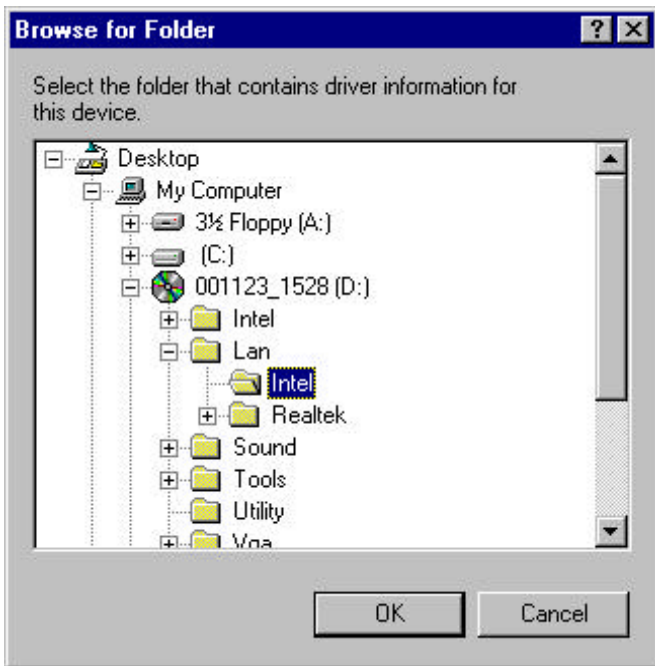 Browse for Folder
Select the folder that contains driver information for
this device.
Desktop
My Computer
3½ Floppy (A:)
(C:)
001123_1528 (D:)
Intel
Lan
Intel
Realtek
Sound
Tools
Utility
Vga
OK Cancel